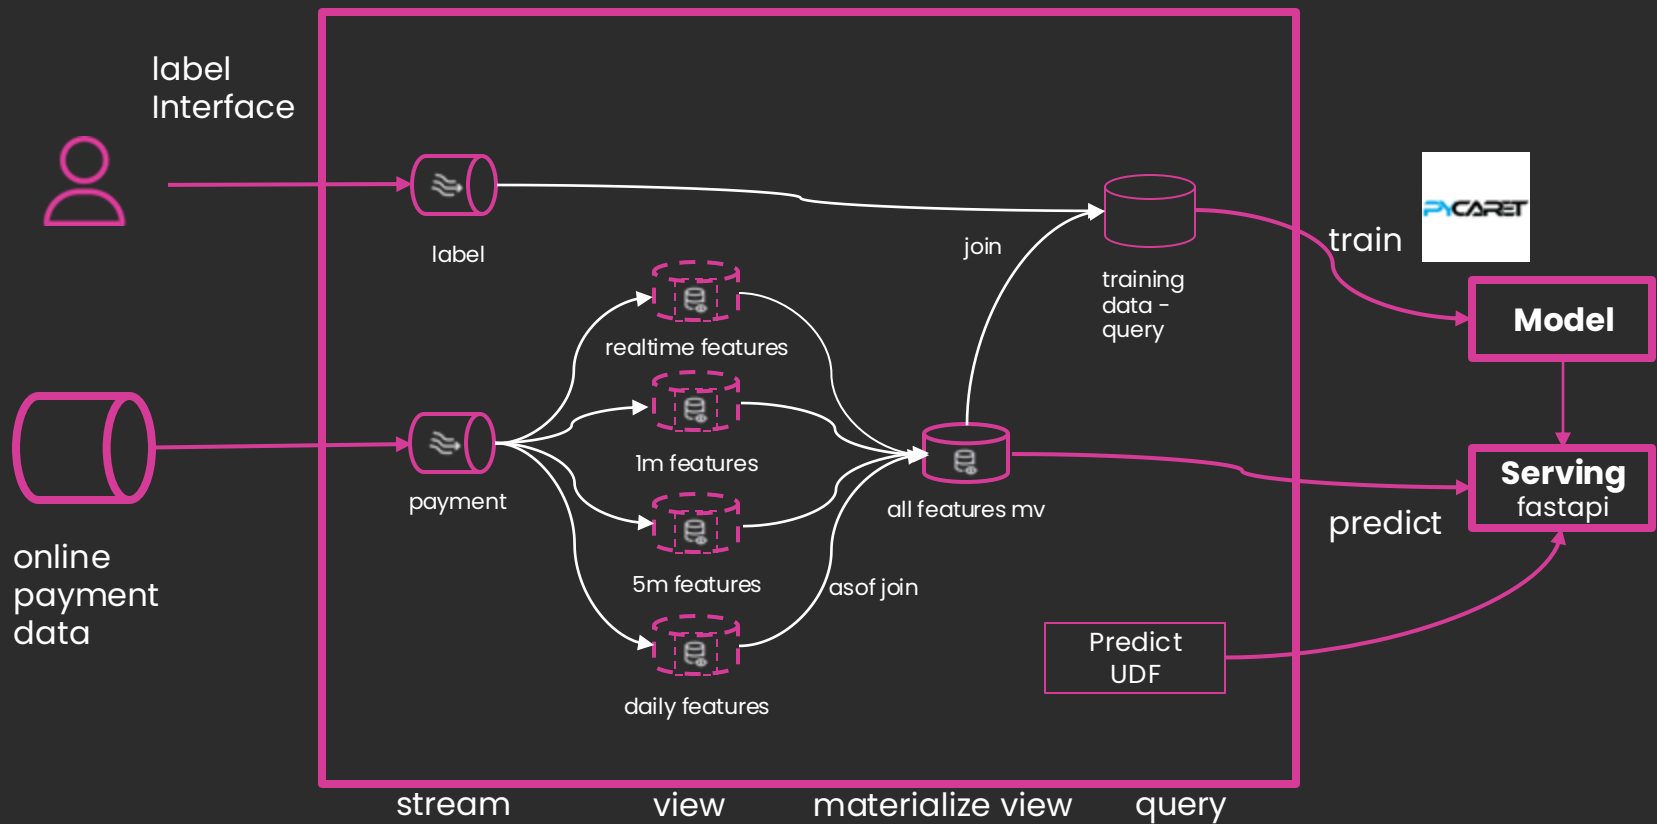 label
Interface
label
join
training
data -
query
train
PYCARET
Model
realtime features
1m features
payment
all features mv
Serving
fastapi
predict
online
payment
data
5m features
asof join
Predict
UDF
daily features
stream
view
materialize view
query